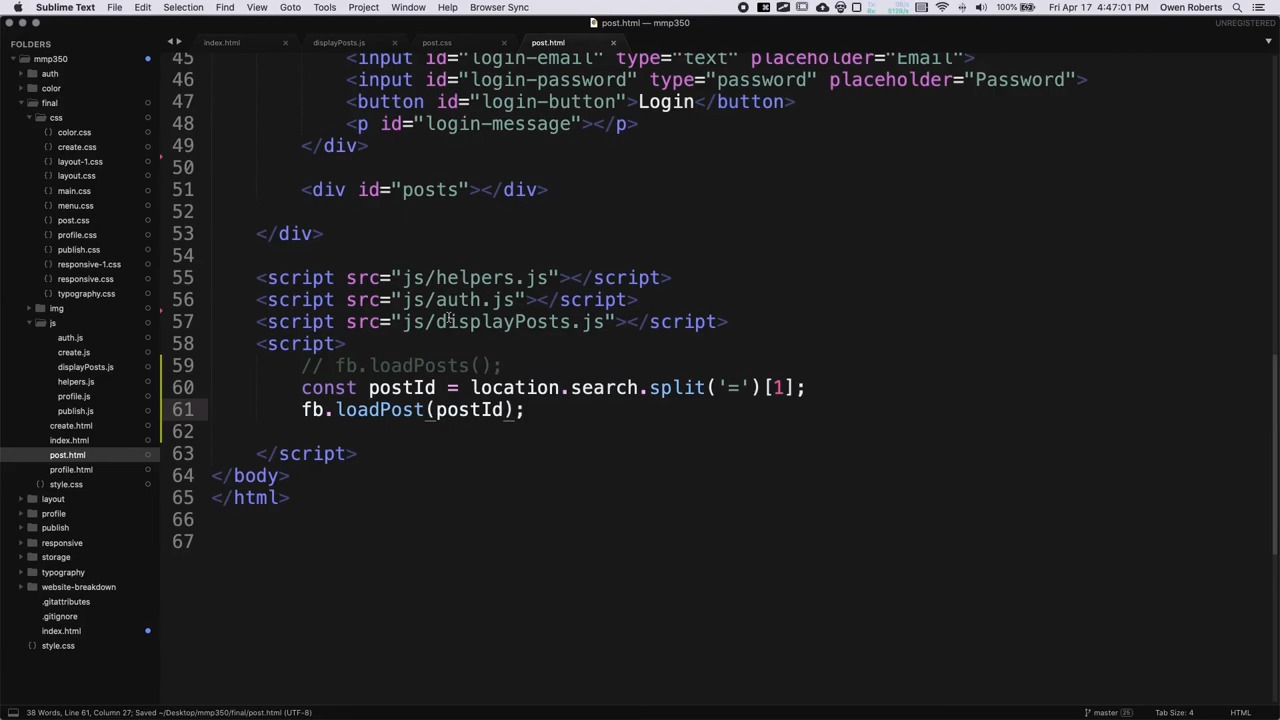 Sublime Text File Edit Selection Find View Goto Tools Project Window Help Browser Sync 100% Fri Apr 17 4:47:01 PM Owen Roberts
post.html — mmp350 UNREGISTERED
FOLDERS
mmp350
auth
color
final
css
color.css
create.css
layout-1.css
layout.css
main.css
menu.css
post.css
profile.css
publish.css
responsive-1.css
responsive.css
typography.css
img
js
auth.js
create.js
displayPosts.js
helpers.js
profile.js
publish.js
create.html
index.html
post.html
profile.html
style.css
layout
profile
publish
responsive
storage
typography
website-breakdown
.gitattributes
.gitignore
index.html
style.css
index.html displayPosts.js post.css post.html
45 <input id="login-email" type="text" placeholder="Email">
46 <input id="login-password" type="password" placeholder="Password">
47 <button id="login-button">Login</button>
48 <p id="login-message"></p>
49 </div>
50
51 <div id="posts"></div>
52
53 </div>
54
55 <script src="js/helpers.js"></script>
56 <script src="js/auth.js"></script>
57 <script src="js/displayPosts.js"></script>
58 <script>
59 // fb.loadPosts();
60 const postId = location.search.split('=')[1];
61 fb.loadPost(postId);
62
63 </script>
64 </body>
65 </html>
66
67
38 Words, Line 61, Column 27; Saved ~/Desktop/mmp350/final/post.html (UTF-8) master 25 Tab Size: 4 HTML